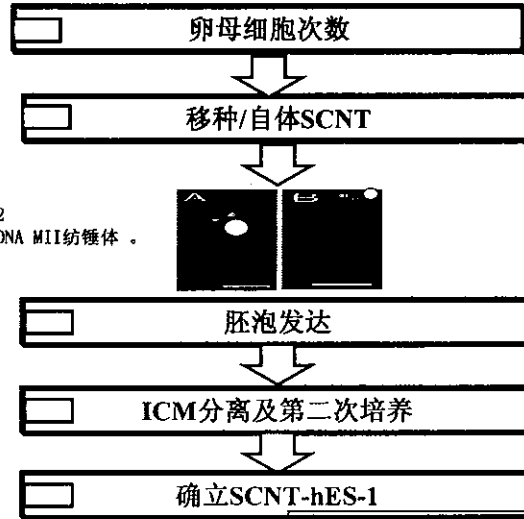 卵母细胞次数
移种/自体SCNT
2
DNA MII纺锤体 。
A
B
胚泡发达
ICM分离及第二次培养
确立SCNT-hES-1